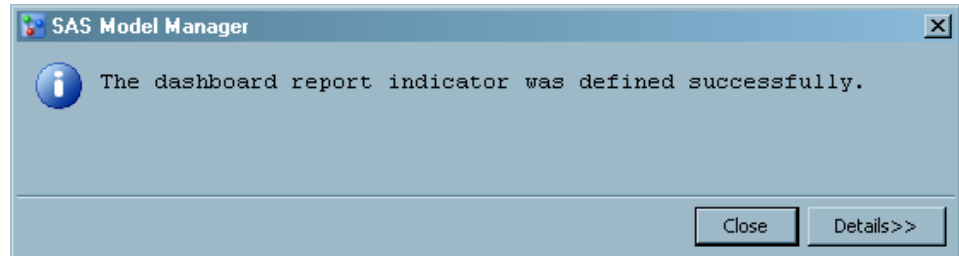 SAS Model Manager
The dashboard report indicator was defined successfully.
Close Details>>